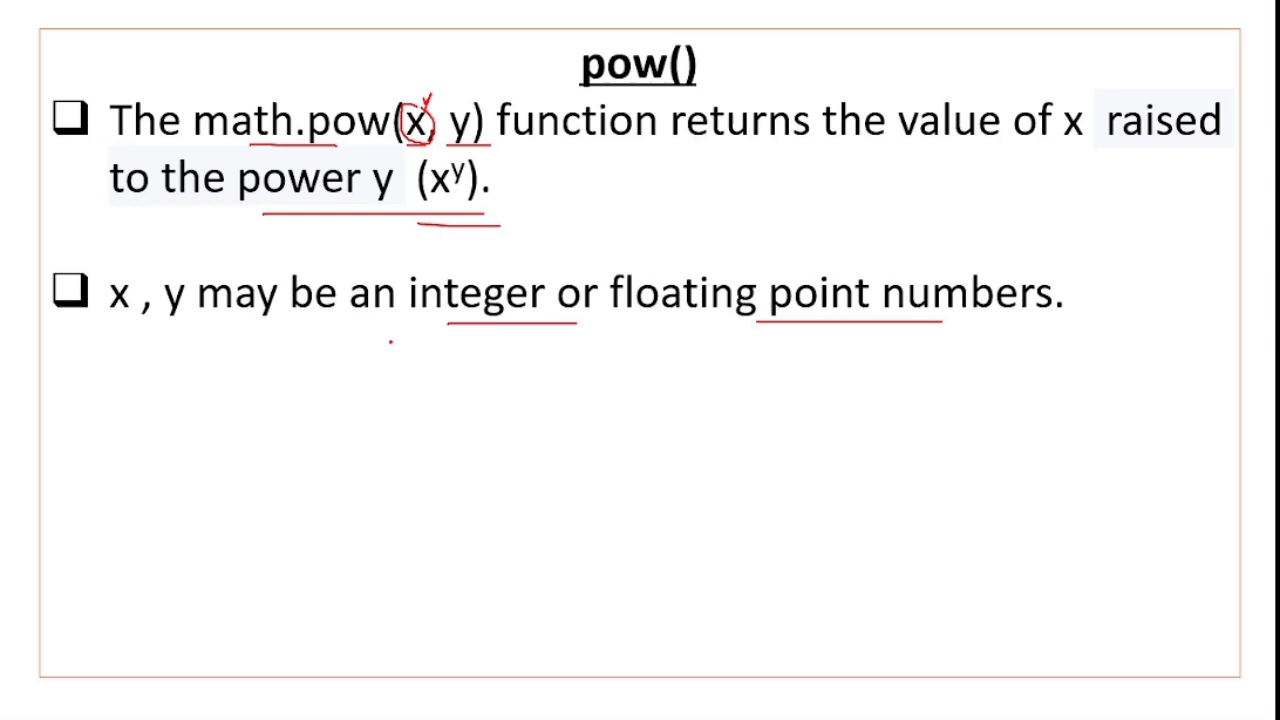 pow()
❑ The math.pow(x, y) function returns the value of x raised
to the power y (xʸ).
❑ x , y may be an integer or floating point numbers.